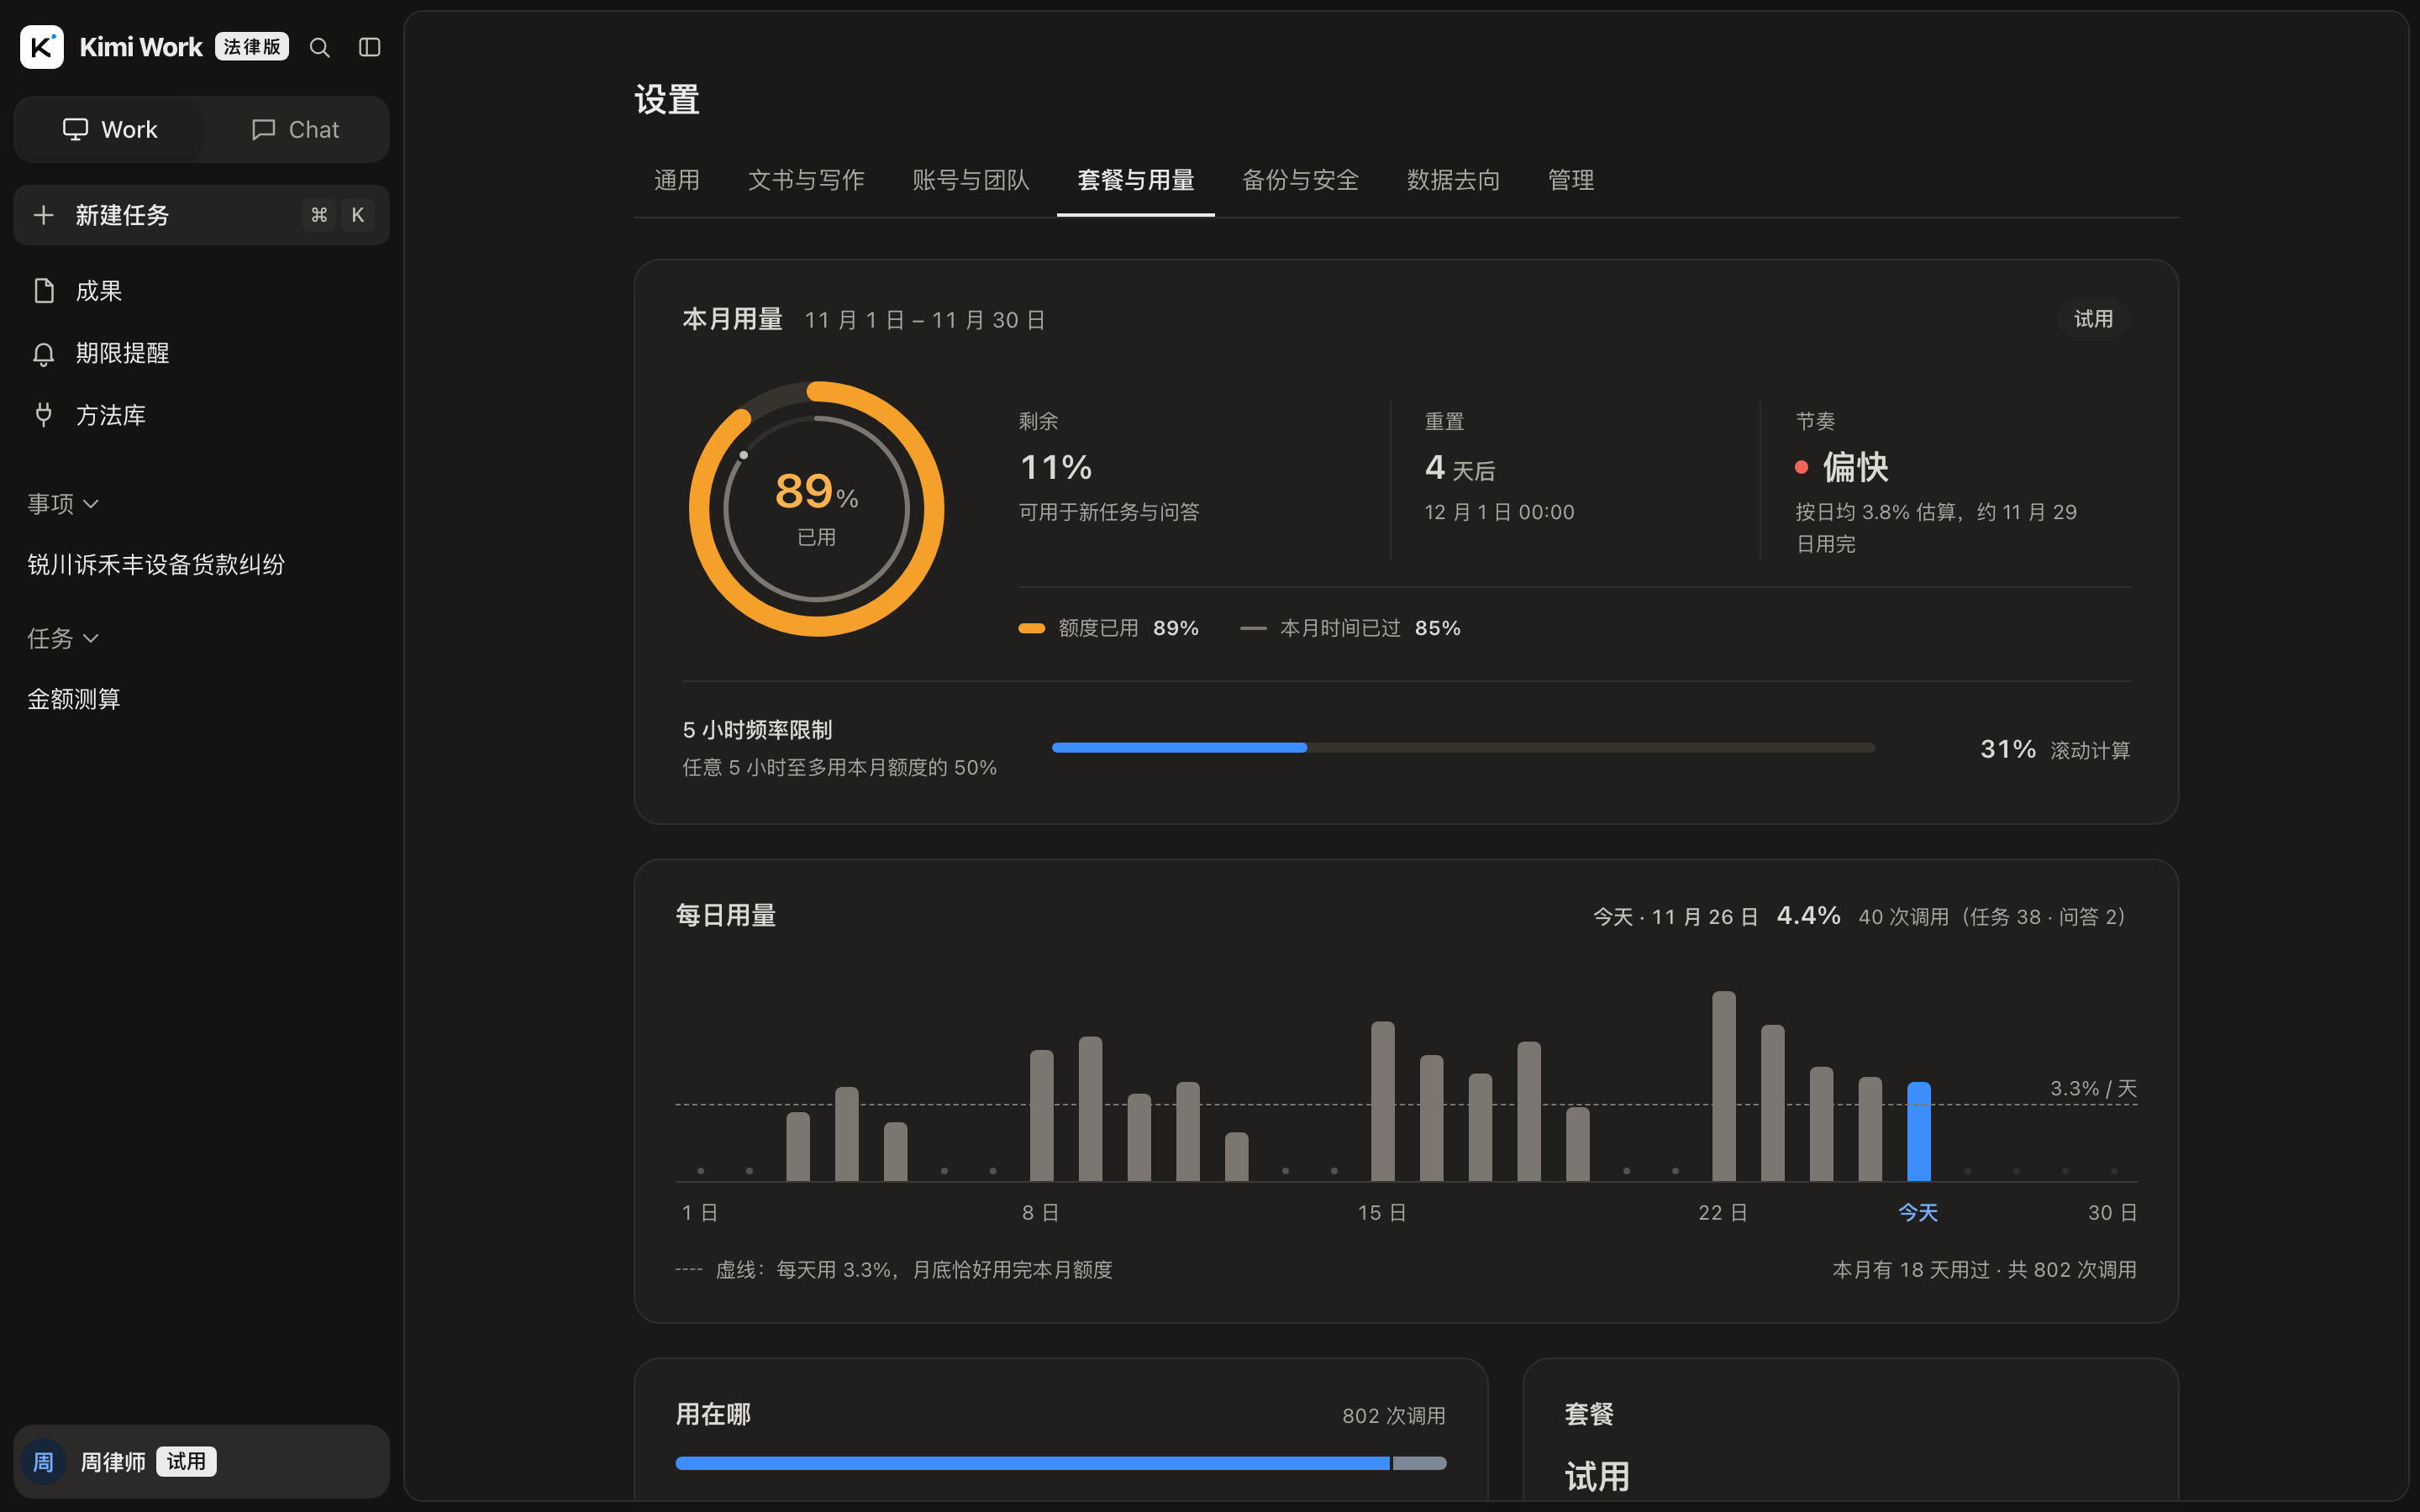 Kimi Work 法律版
Work
Chat
新建任务 ⌘ K
成果
期限提醒
方法库
事项
锐川诉禾丰设备货款纠纷
任务
金额测算
周 周律师 试用
设置
通用 文书与写作 账号与团队 套餐与用量 备份与安全 数据去向 管理
本月用量 11 月 1 日 – 11 月 30 日 试用
89%
已用
剩余
11%
可用于新任务与问答
重置
4 天后
12 月 1 日 00:00
节奏
偏快
按日均 3.8% 估算，约 11 月 29
日用完
额度已用 89% 本月时间已过 85%
5 小时频率限制
任意 5 小时至多用本月额度的 50%
31% 滚动计算
每日用量 今天 · 11 月 26 日 4.4% 40 次调用（任务 38 · 问答 2）
3.3% / 天
1 日 8 日 15 日 22 日 今天 30 日
虚线：每天用 3.3%，月底恰好用完本月额度 本月有 18 天用过 · 共 802 次调用
用在哪 802 次调用
套餐
试用